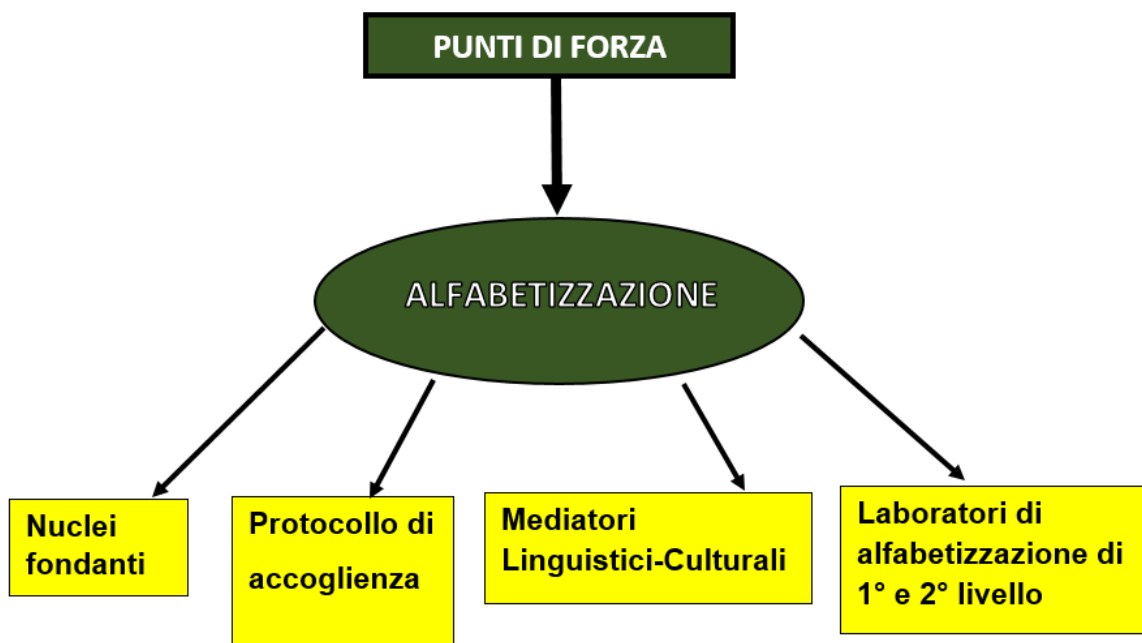 PUNTI DI FORZA
ALFABETIZZAZIONE
Nuclei
fondanti
Protocollo di
accoglienza
Mediatori
Linguistici-Culturali
Laboratori di
alfabetizzazione di
1° e 2° livello